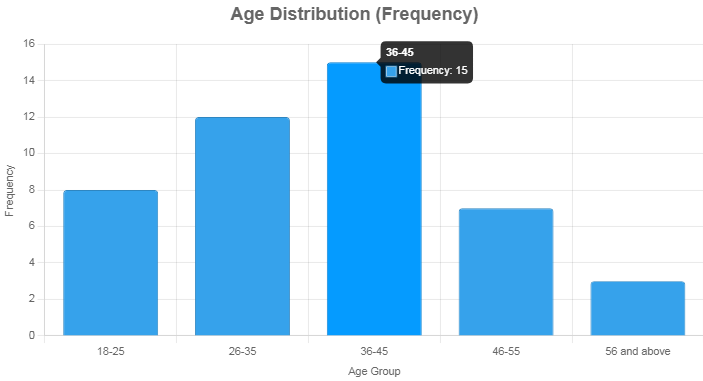 Age Distribution (Frequency)
16
36-45
Frequency: 15
14
12
10
8
6
4
2
0
Frequency
18-25 26-35 36-45 46-55 56 and above
Age Group